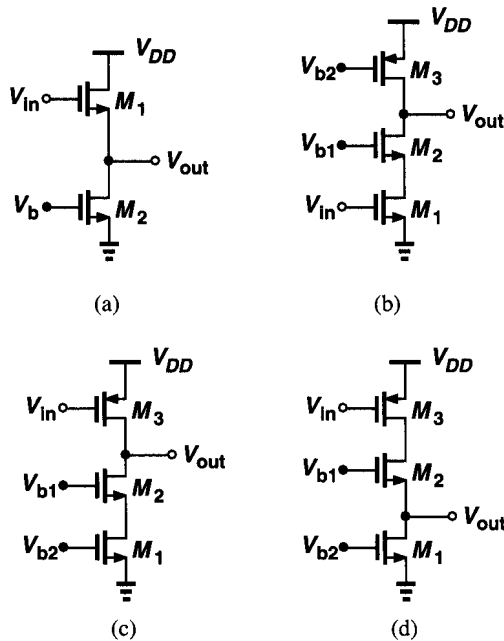 V_DD
V_in
M_1
V_out
V_b
M_2
(a)
V_DD
V_b2
M_3
V_out
V_b1
M_2
V_in
M_1
(b)
V_DD
V_in
M_3
V_out
V_b1
M_2
V_b2
M_1
(c)
V_DD
V_in
M_3
V_b1
M_2
V_out
V_b2
M_1
(d)